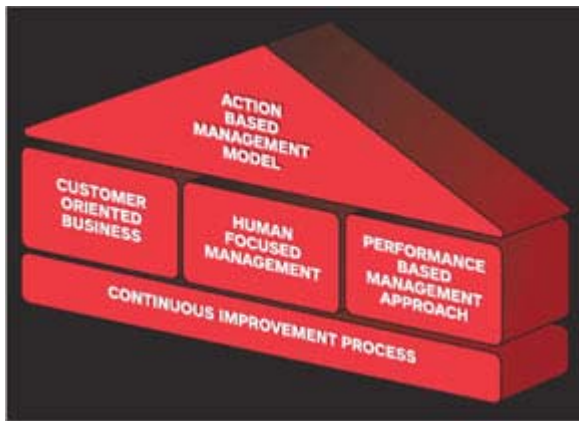 ACTION
BASED
MANAGEMENT
MODEL
CUSTOMER
ORIENTED
BUSINESS
HUMAN
FOCUSED
MANAGEMENT
PERFORMANCE
BASED
MANAGEMENT
APPROACH
CONTINUOUS IMPROVEMENT PROCESS